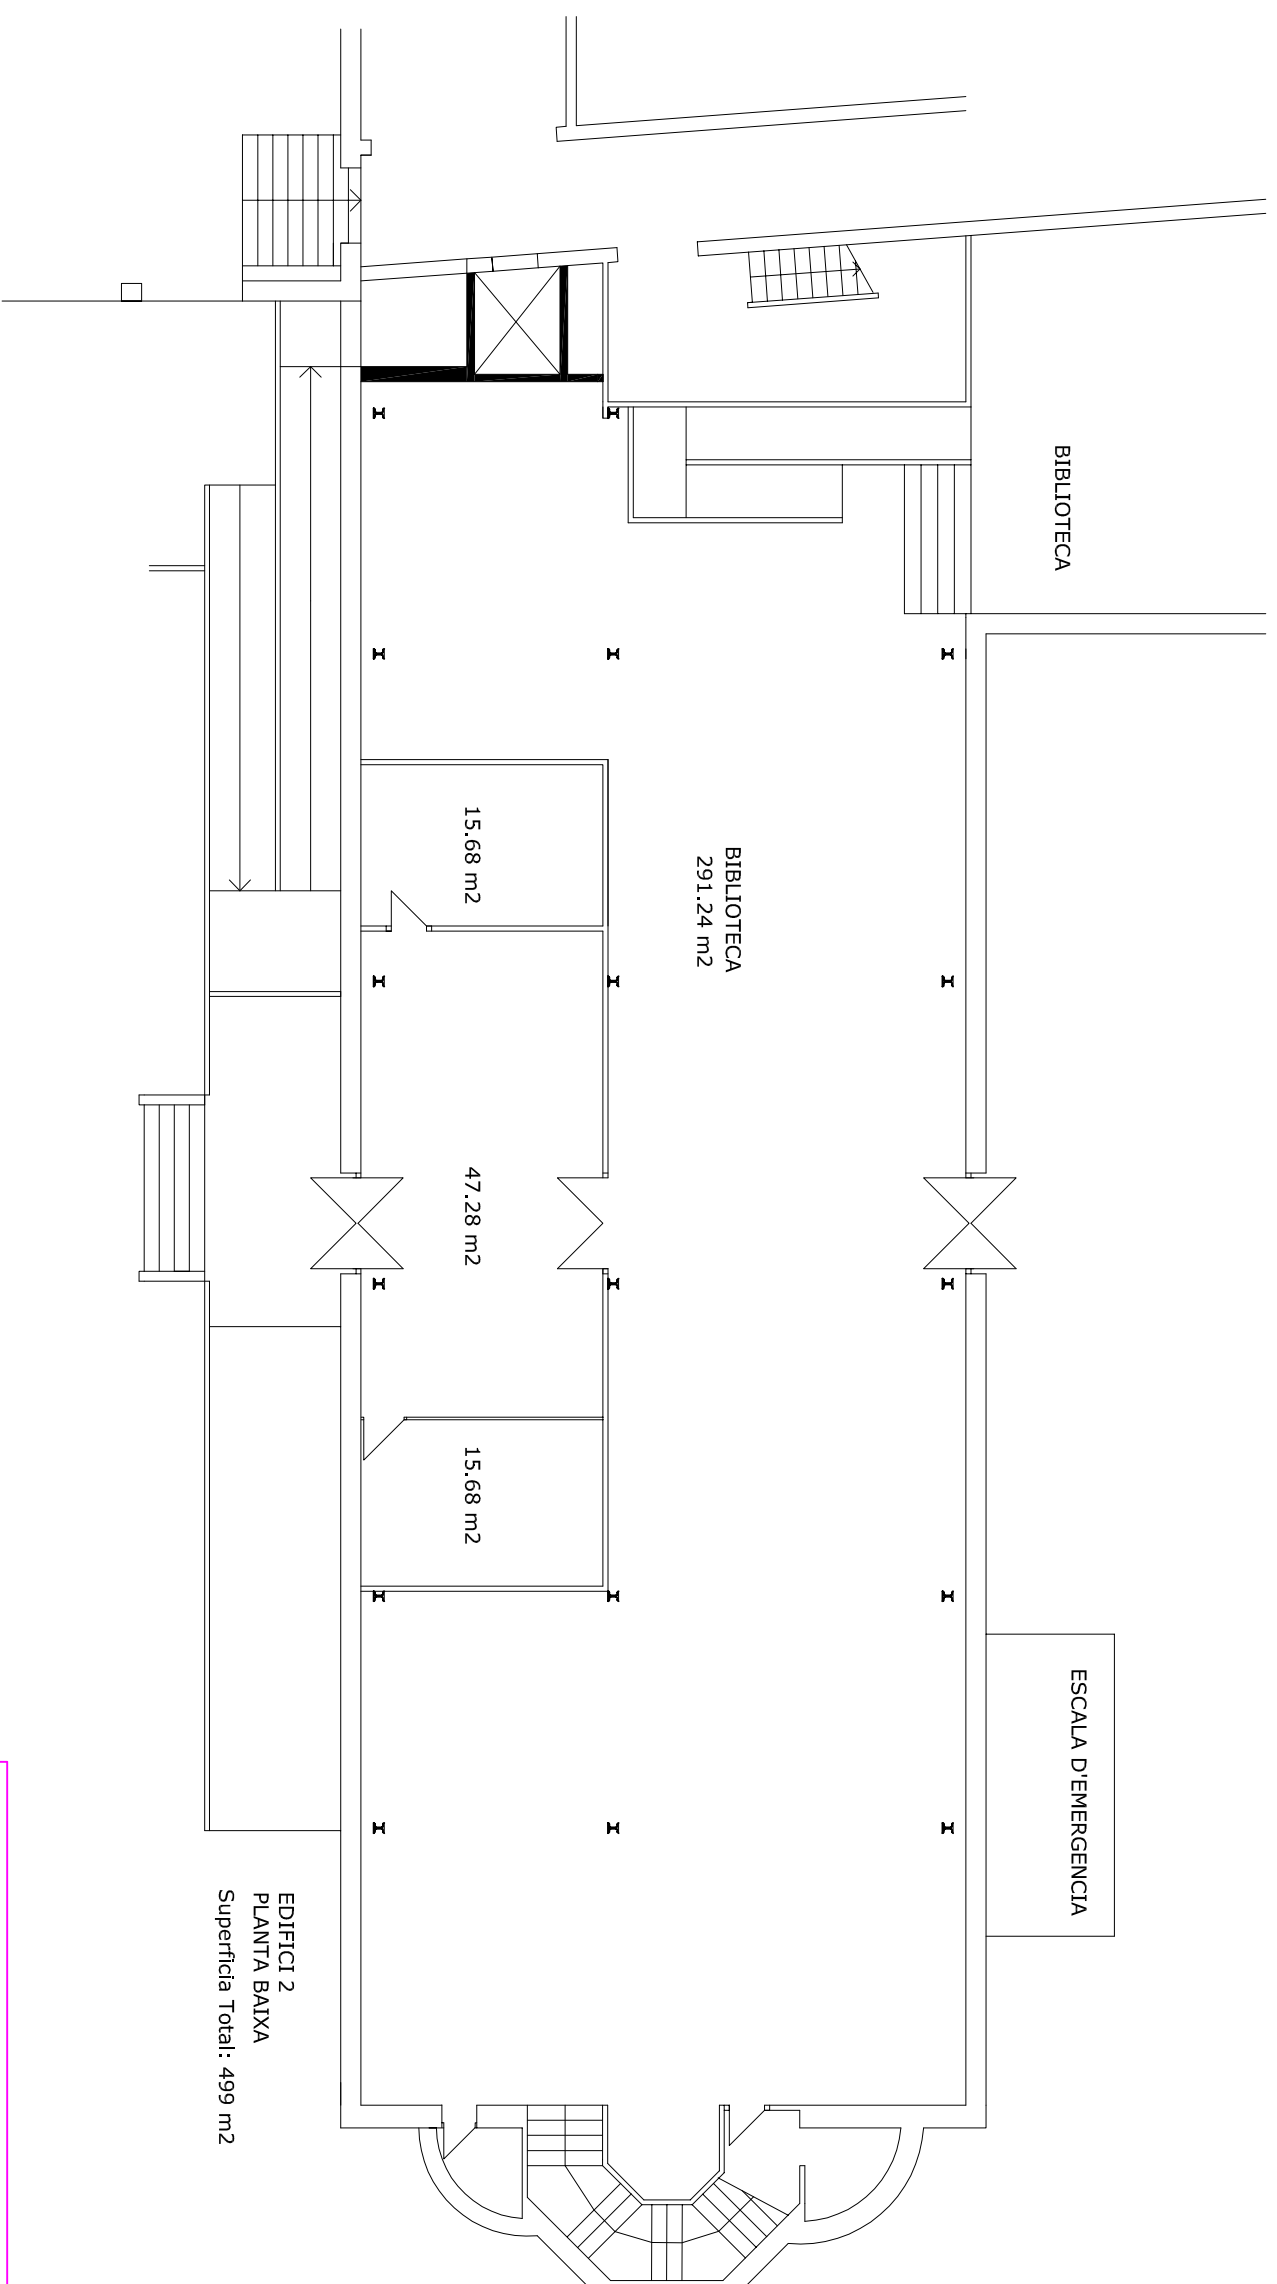 BIBLIOTECA
BIBLIOTECA
291.24 m2
15.68 m2
47.28 m2
15.68 m2
ESCALA D'EMERGENCIA
EDIFICI 2
PLANTA BAIXA
Superficia Total: 499 m2